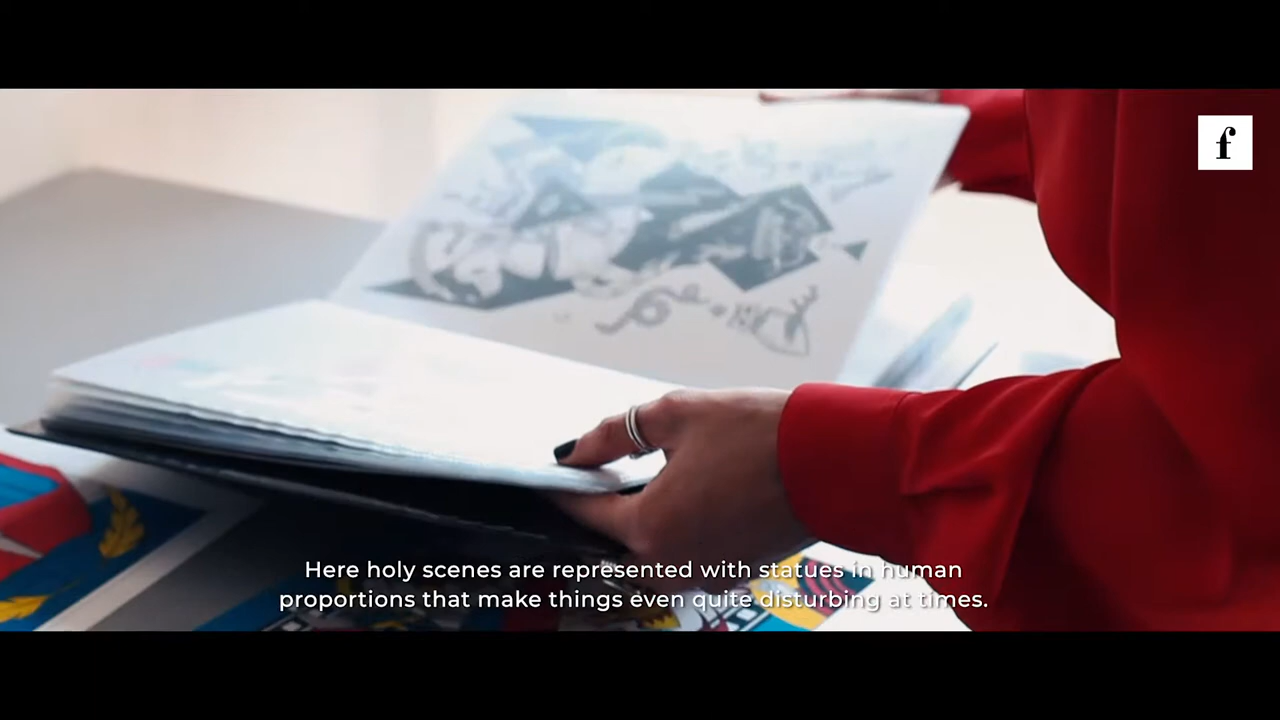 f
Here holy scenes are represented with statues in human
proportions that make things even quite disturbing at times.